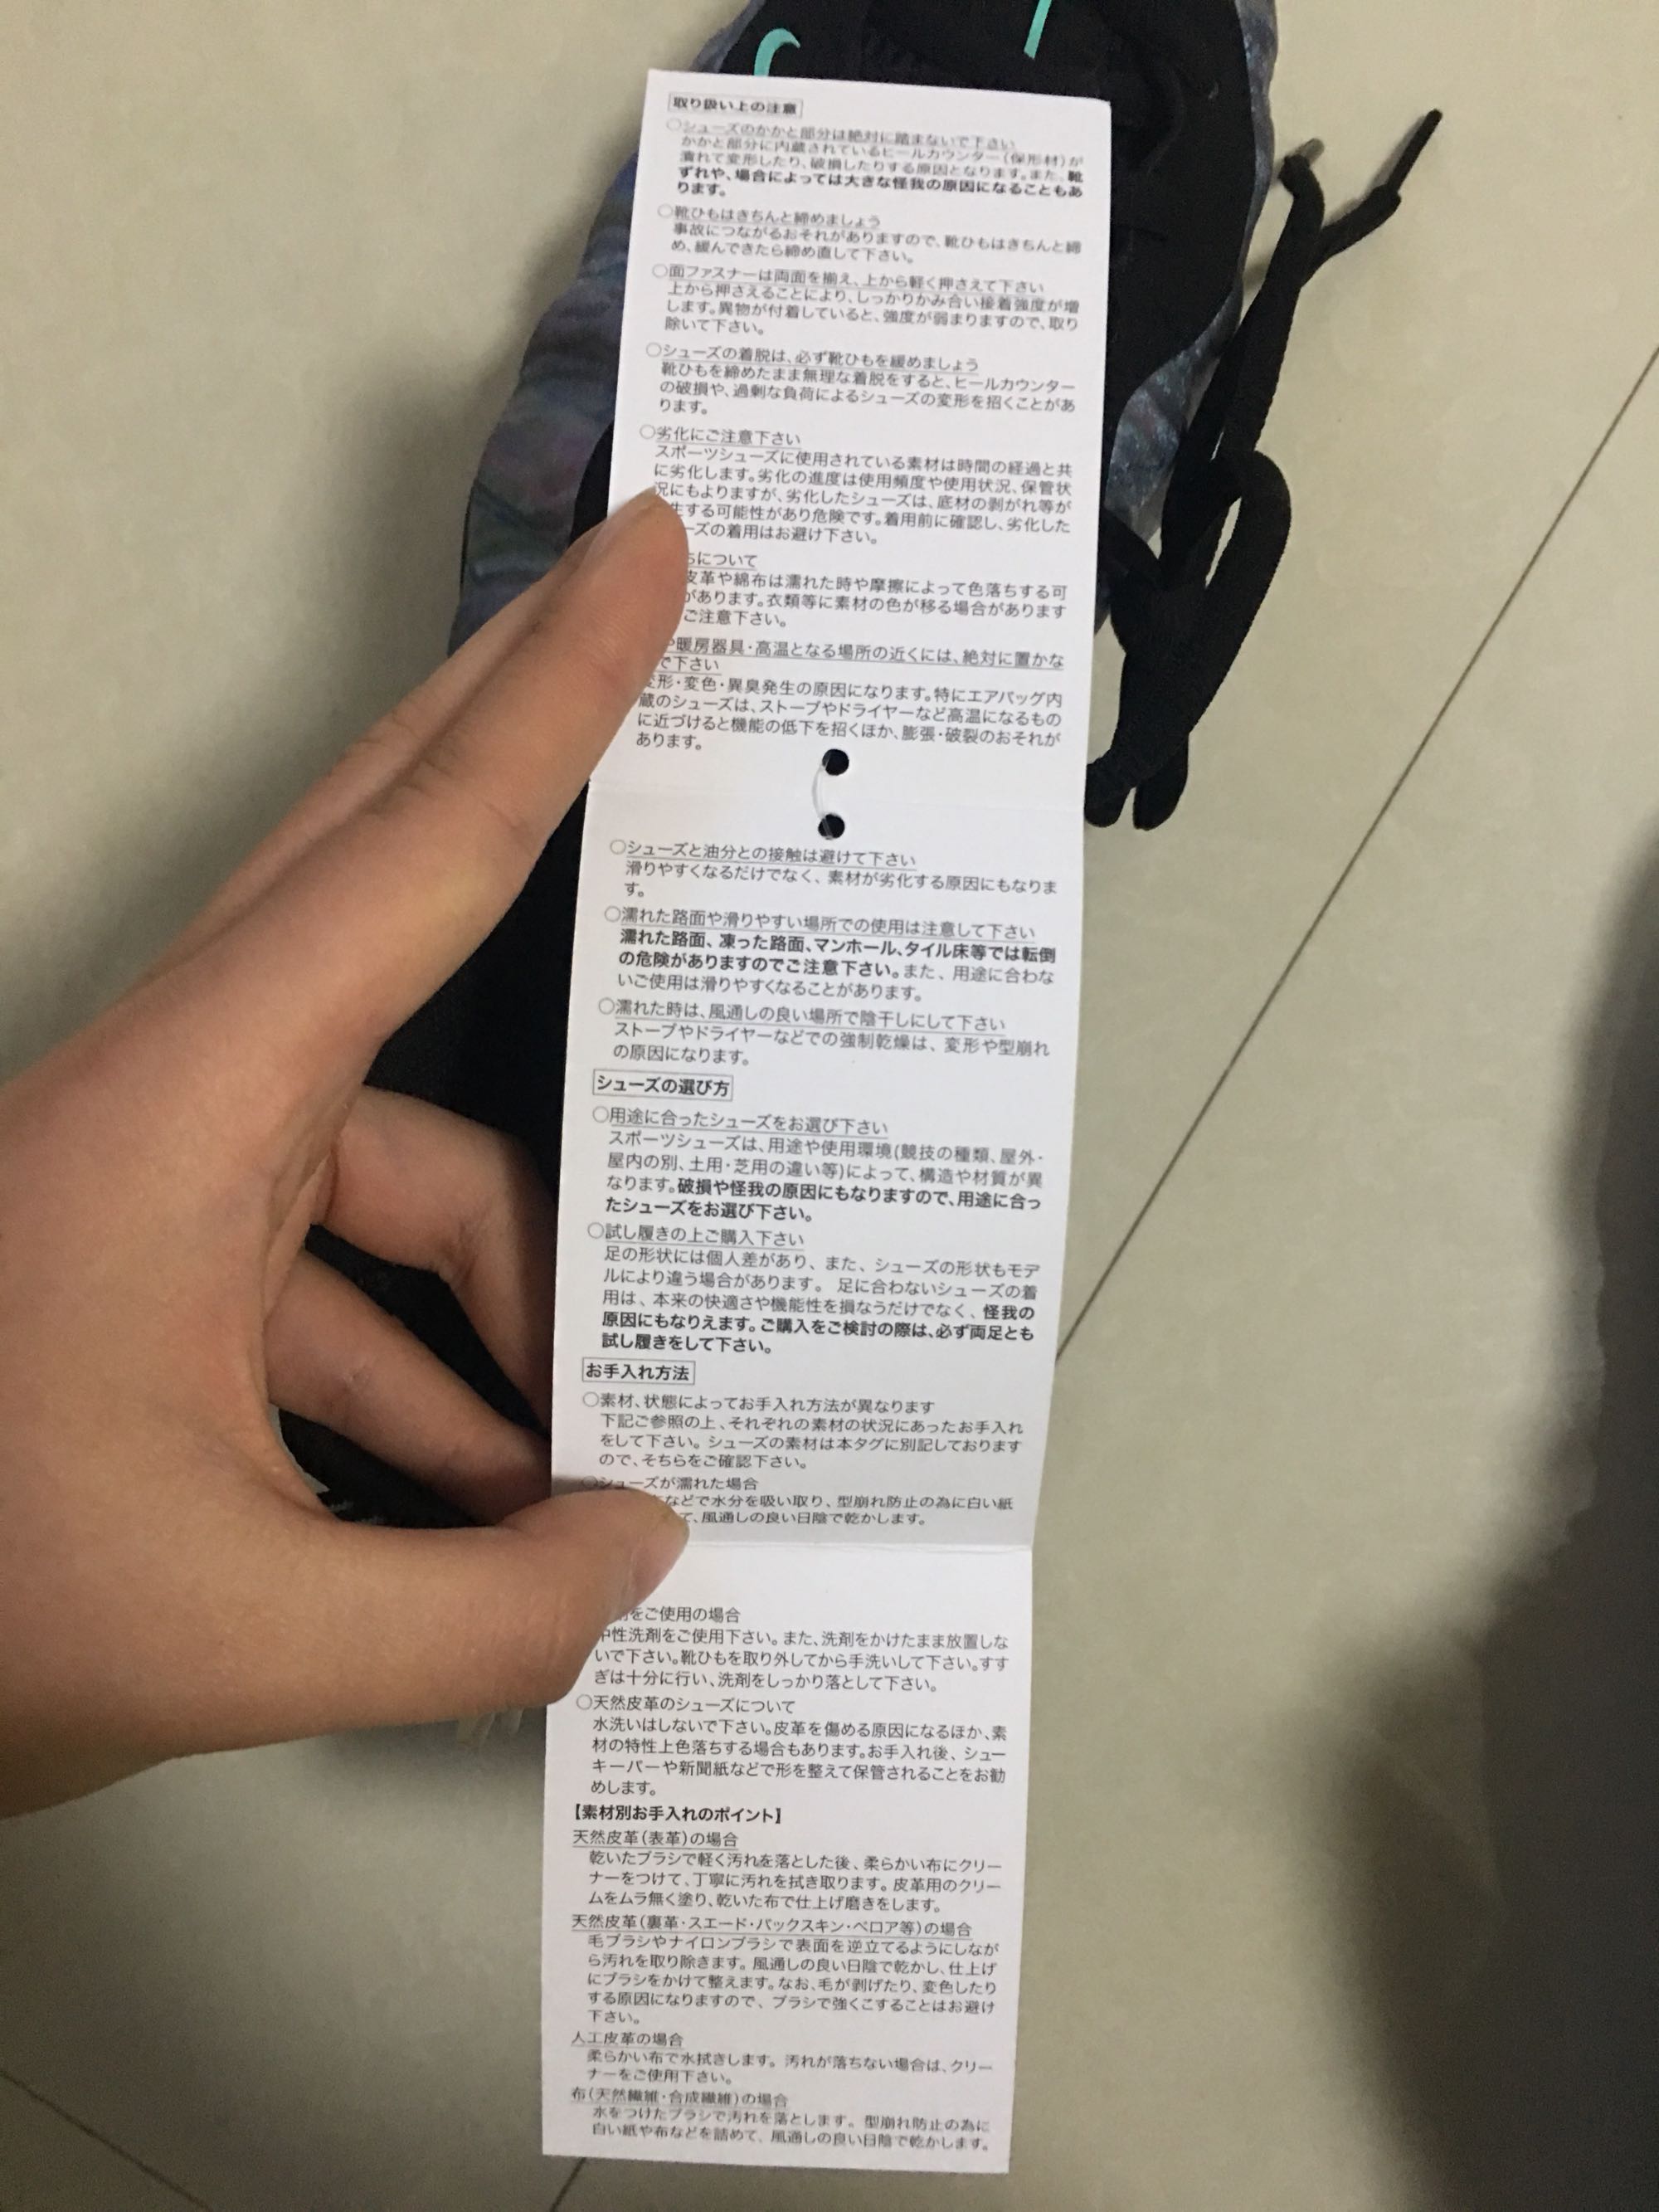 取り扱い上の注意
○シューズのかかと部分は絶対に踏まないで下さい
かかと部分に内蔵されているヒールカウンター(保形材)が
潰れて変形したり、破損したりする原因となります。また、靴
ずれや、場合によっては大きな怪我の原因になることもあ
ります。
○靴ひもはきちんと締めましょう
事故につながるおそれがありますので、靴ひもはきちんと締
め、緩んできたら締め直して下さい。
○面ファスナーは両面を揃え、上から軽く押さえて下さい
上から押さえることにより、しっかりかみ合い接着強度が増
します。異物が付着していると、強度が弱まりますので、取り
除いて下さい。
○シューズの着脱は、必ず靴ひもを緩めましょう
靴ひもを締めたまま無理な着脱をすると、ヒールカウンター
の破損や、過剰な負荷によるシューズの変形を招くことがあ
ります。
○劣化にご注意下さい
スポーツシューズに使用されている素材は時間の経過と共
に劣化します。劣化の進度は使用頻度や使用状況、保管状
況にもよりますが、劣化したシューズは、底材の剥がれ等が
生する可能性があり危険です。着用前に確認し、劣化した
ーズの着用はお避け下さい。
ちについて
皮革や綿布は濡れた時や摩擦によって色落ちする可
があります。衣類等に素材の色が移る場合があります
ご注意下さい。
や暖房器具・高温となる場所の近くには、絶対に置かな
で下さい
変形・変色・異臭発生の原因になります。特にエアバッグ内
蔵のシューズは、ストーブやドライヤーなど高温になるもの
に近づけると機能の低下を招くほか、膨張・破裂のおそれが
あります。
○シューズと油分との接触は避けて下さい
滑りやすくなるだけでなく、素材が劣化する原因にもなりま
す。
○濡れた路面や滑りやすい場所での使用は注意して下さい
濡れた路面、凍った路面、マンホール、タイル床等では転倒
の危険がありますのでご注意下さい。また、用途に合わな
いご使用は滑りやすくなることがあります。
○濡れた時は、風通しの良い場所で陰干しにして下さい
ストーブやドライヤーなどでの強制乾燥は、変形や型崩れ
の原因になります。
シューズの選び方
○用途に合ったシューズをお選び下さい
スポーツシューズは、用途や使用環境(競技の種類、屋外・
屋内の別、土用・芝用の違い等)によって、構造や材質が異
なります。破損や怪我の原因にもなりますので、用途に合っ
たシューズをお選び下さい。
○試し履きの上ご購入下さい
足の形状には個人差があり、また、シューズの形状もモデ
ルにより違う場合があります。足に合わないシューズの着
用は、本来の快適さや機能性を損なうだけでなく、怪我の
原因にもなりえます。ご購入をご検討の際は、必ず両足とも
試し履きをして下さい。
お手入れ方法
○素材、状態によってお手入れ方法が異なります
下記ご参照の上、それぞれの素材の状況にあったお手入れ
をして下さい。シューズの素材は本タグに別記しております
ので、そちらをご確認下さい。
○シューズが濡れた場合
などで水分を吸い取り、型崩れ防止の為に白い紙
て、風通しの良い日陰で乾かします。
剤をご使用の場合
中性洗剤をご使用下さい。また、洗剤をかけたまま放置しな
いで下さい。靴ひもを取り外してから手洗いして下さい。すす
ぎは十分に行い、洗剤をしっかり落として下さい。
○天然皮革のシューズについて
水洗いはしないで下さい。皮革を傷める原因になるほか、素
材の特性上色落ちする場合もあります。お手入れ後、シュー
キーパーや新聞紙などで形を整えて保管されることをお勧
めします。
【素材別お手入れのポイント】
天然皮革(表革)の場合
乾いたブラシで軽く汚れを落とした後、柔らかい布にクリー
ナーをつけて、丁寧に汚れを拭き取ります。皮革用のクリー
ムをムラ無く塗り、乾いた布で仕上げ磨きをします。
天然皮革(裏革・スエード・バックスキン・ベロア等)の場合
毛ブラシやナイロンブラシで表面を逆立てるようにしなが
ら汚れを取り除きます。風通しの良い日陰で乾かし、仕上げ
にブラシをかけて整えます。なお、毛が剥げたり、変色したり
する原因になりますので、ブラシで強くこすることはお避け
下さい。
人工皮革の場合
柔らかい布で水拭きします。汚れが落ちない場合は、クリー
ナーをご使用下さい。
布(天然繊維・合成繊維)の場合
水をつけたブラシで汚れを落とします。型崩れ防止の為に
白い紙や布などを詰めて、風通しの良い日陰で乾かします。